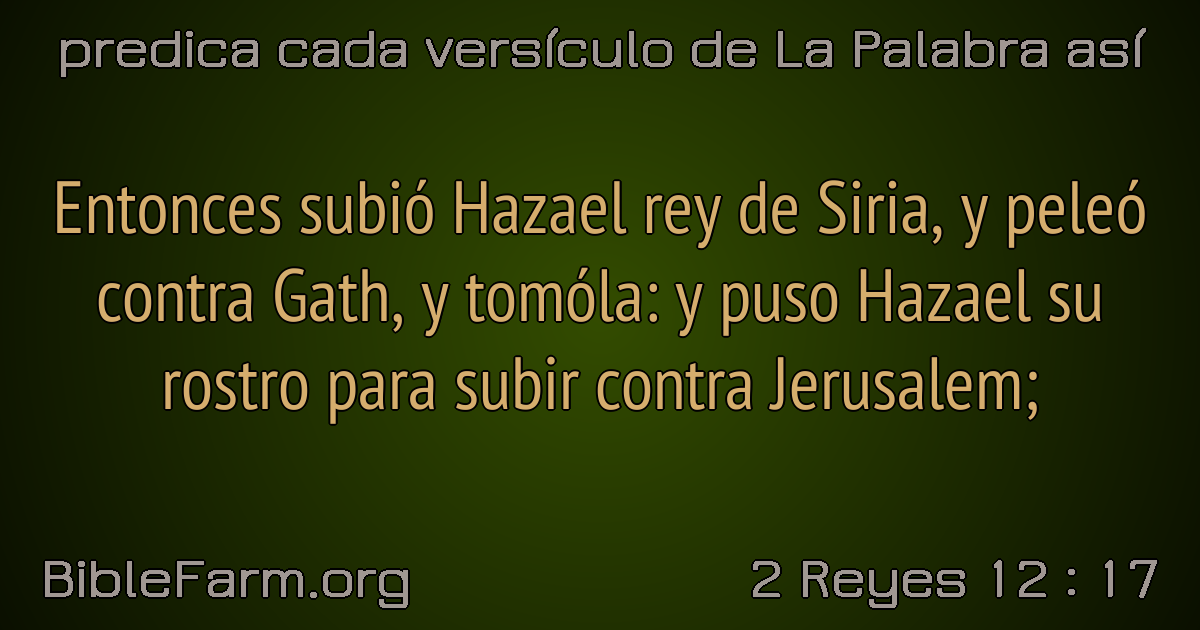 predica cada versículo de La Palabra así
Entonces subió Hazael rey de Siria, y peleó
contra Gath, y tomóla: y puso Hazael su
rostro para subir contra Jerusalem;
BibleFarm.org
2 Reyes 12 : 17